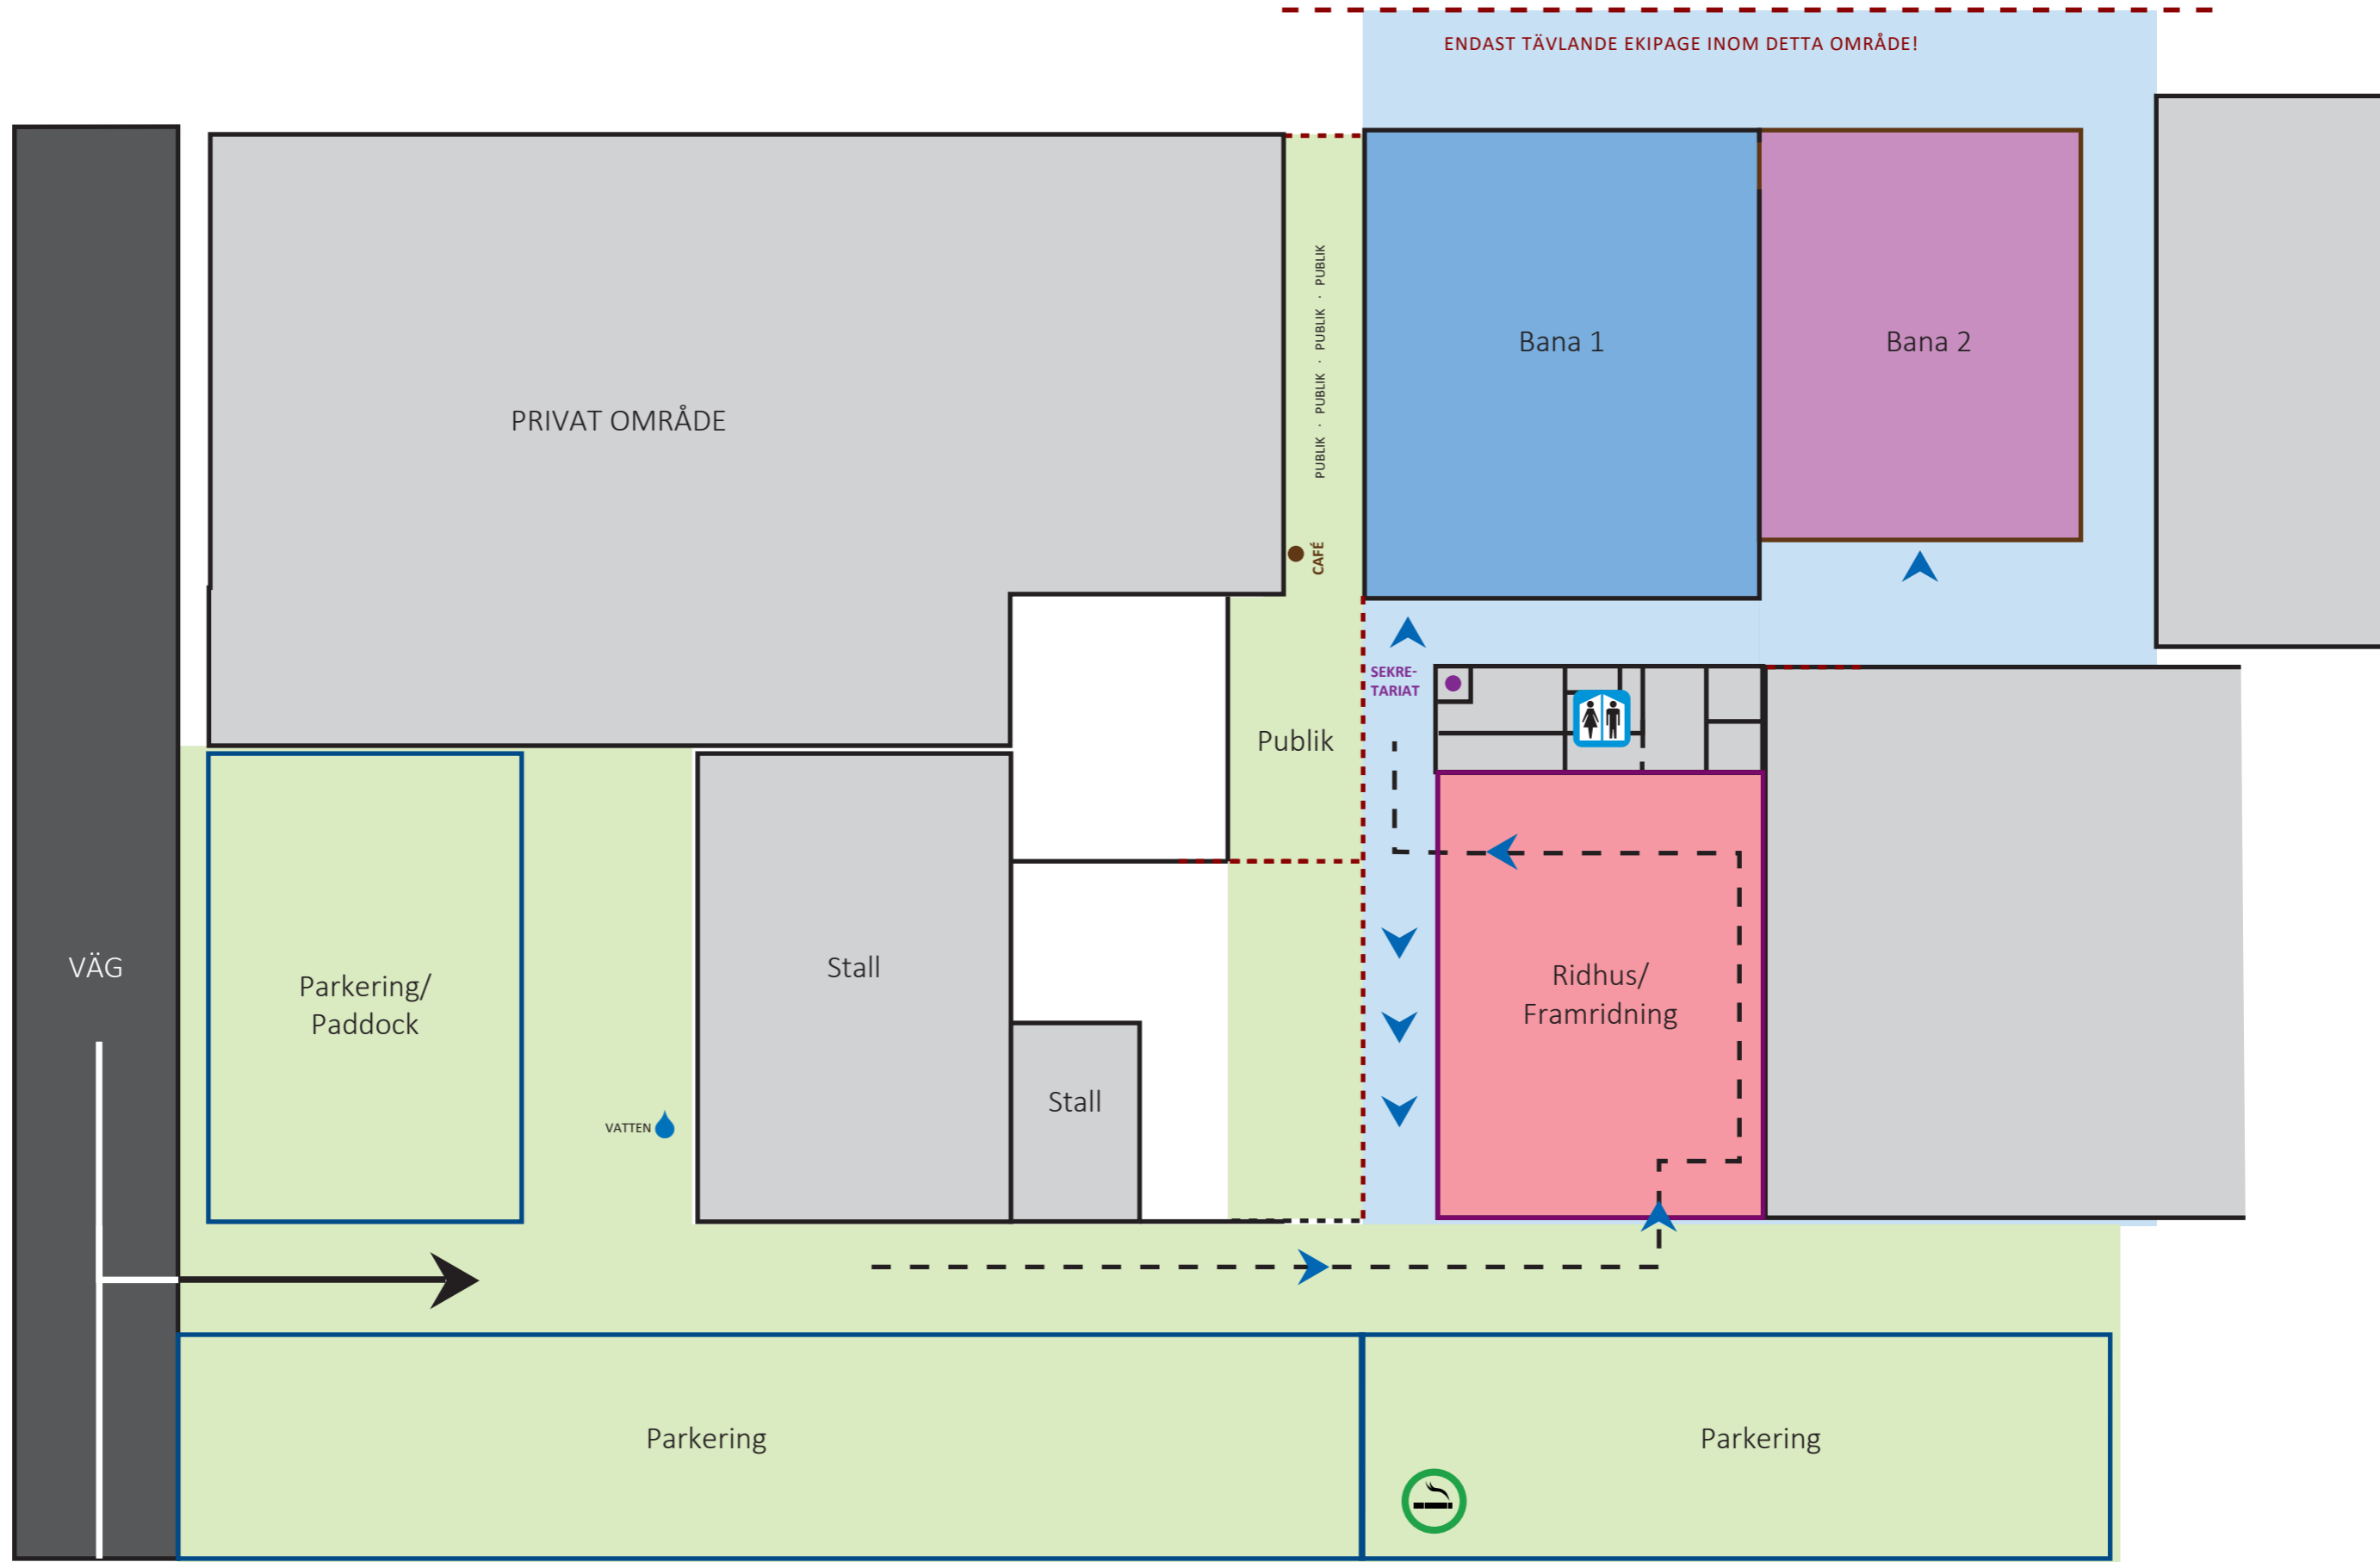 ENDAST TÄVLANDE EKIPAGE INOM DETTA OMRÅDE!
PRIVAT OMRÅDE
PUBLIK · PUBLIK · PUBLIK · PUBLIK
CAFÉ
Bana 1
Bana 2
SEKRE-
TARIAT
Publik
VÄG
Parkering/
Paddock
Stall
Ridhus/
Framridning
Stall
VATTEN
Parkering
Parkering